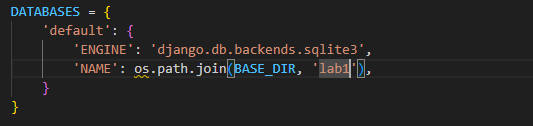 DATABASES = {
    'default': {
        'ENGINE': 'django.db.backends.sqlite3',
        'NAME': os.path.join(BASE_DIR, 'lab1'),
    }
}